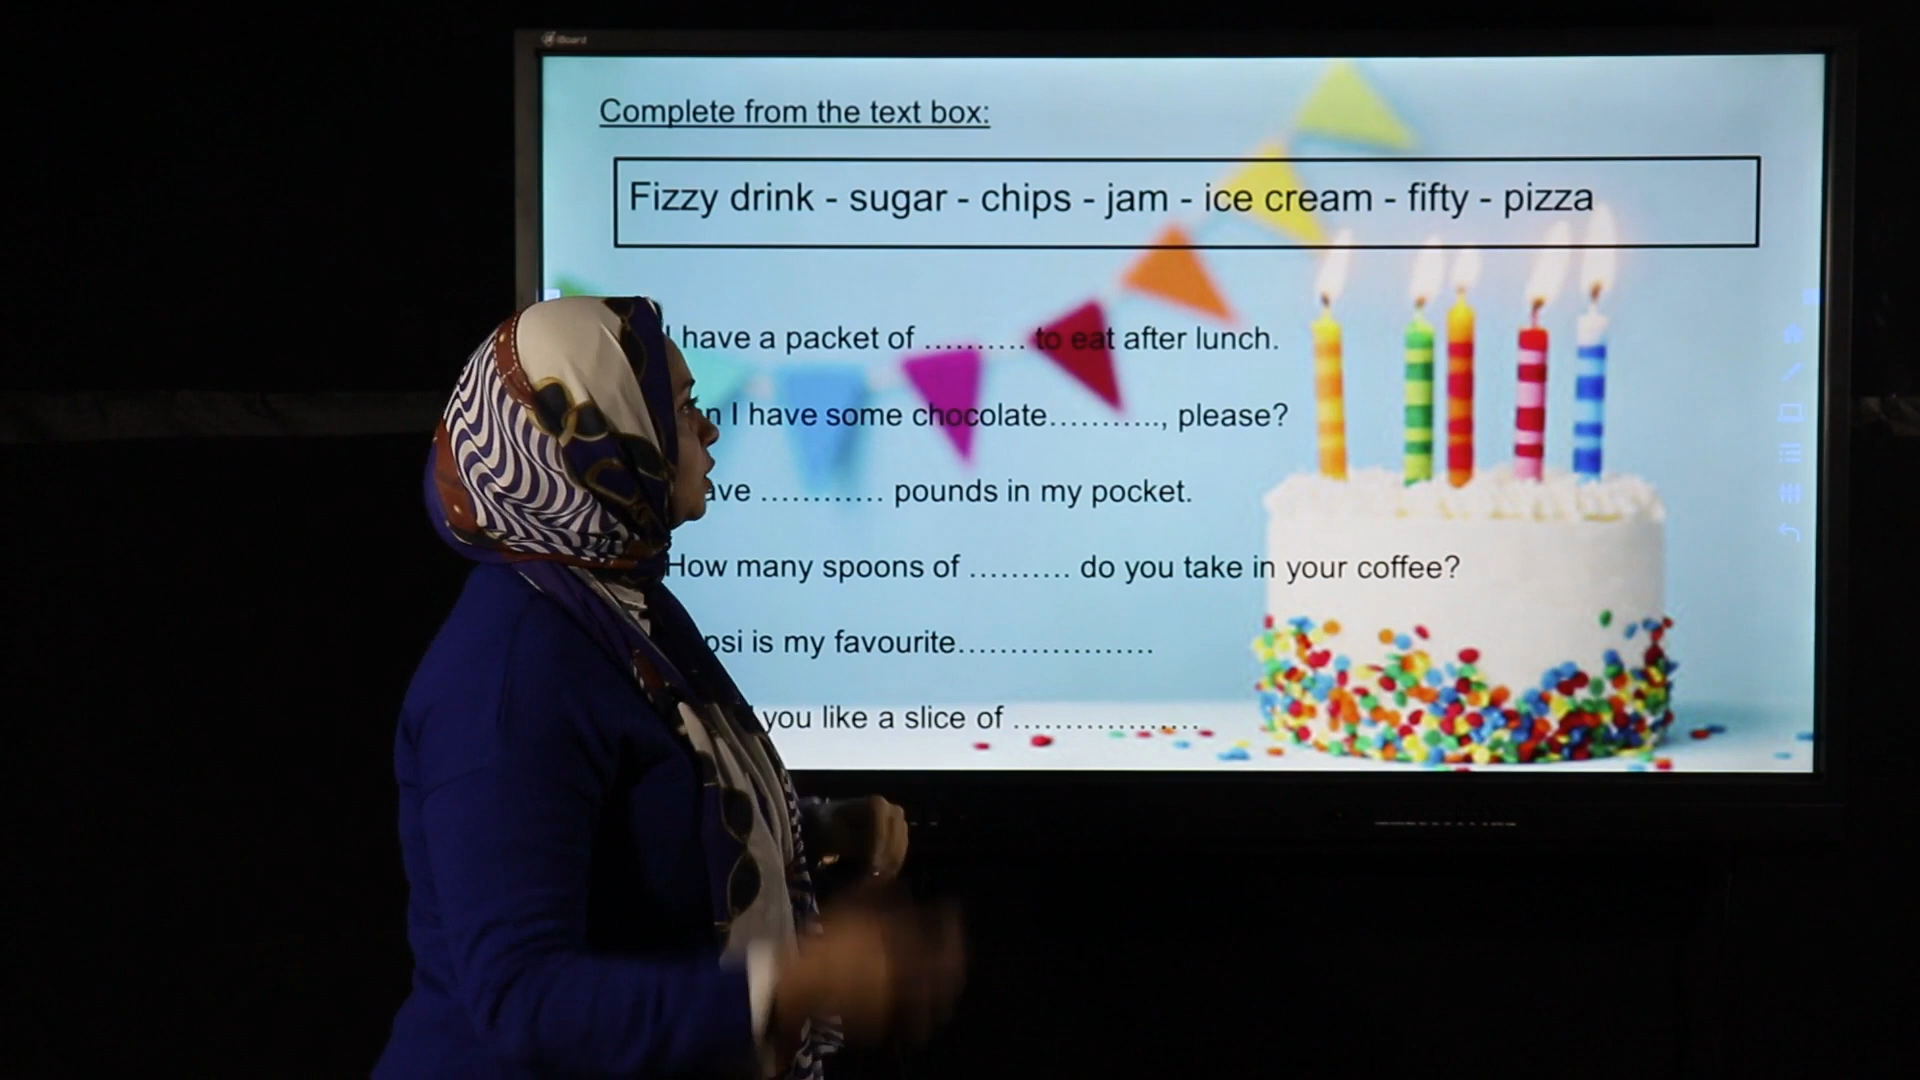 iBoard
Complete from the text box:
Fizzy drink - sugar - chips - jam - ice cream - fifty - pizza
I have a packet of .......... to eat after lunch.
I have some chocolate..........., please?
............ pounds in my pocket.
How many spoons of .......... do you take in your coffee?
is my favourite...................
you like a slice of ..................